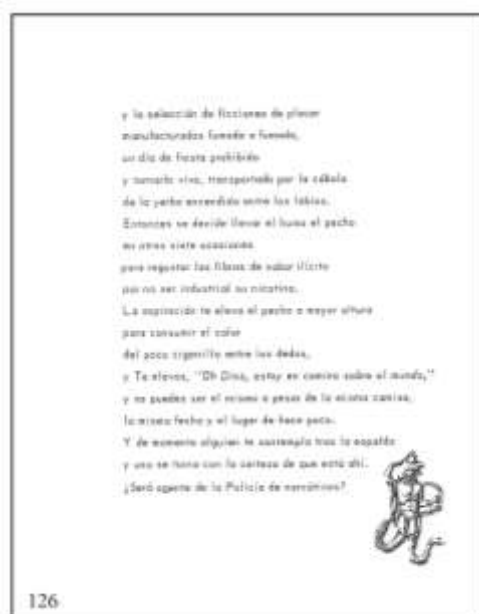 y la selección de ficciones de placer
manufacturadas fumada a fumada,
un día de fiesta prohibida
y tomarlo vivo, transportado por la cábala
de la yerba encendida entre los labios.
Entonces se decide llevar el humo al pecho
en otras siete ocasiones
para regustar las fibras de sabor ilícito
por no ser industrial su nicotina.
La aspiración te eleva el pecho a mayor altura
para consumir el calor
del poco cigarrillo entre los dedos,
y Te elevas, "Oh Dios, estoy en camino sobre el mundo,"
y no puedes ser el mismo a pesar de la misma camisa,
la misma fecha y el lugar de hace poco.
Y de momento alguien te contempla tras la espalda
y uno se tiene con la certeza de que está ahí.
¿Será agente de la Policía de narcóticos?
126